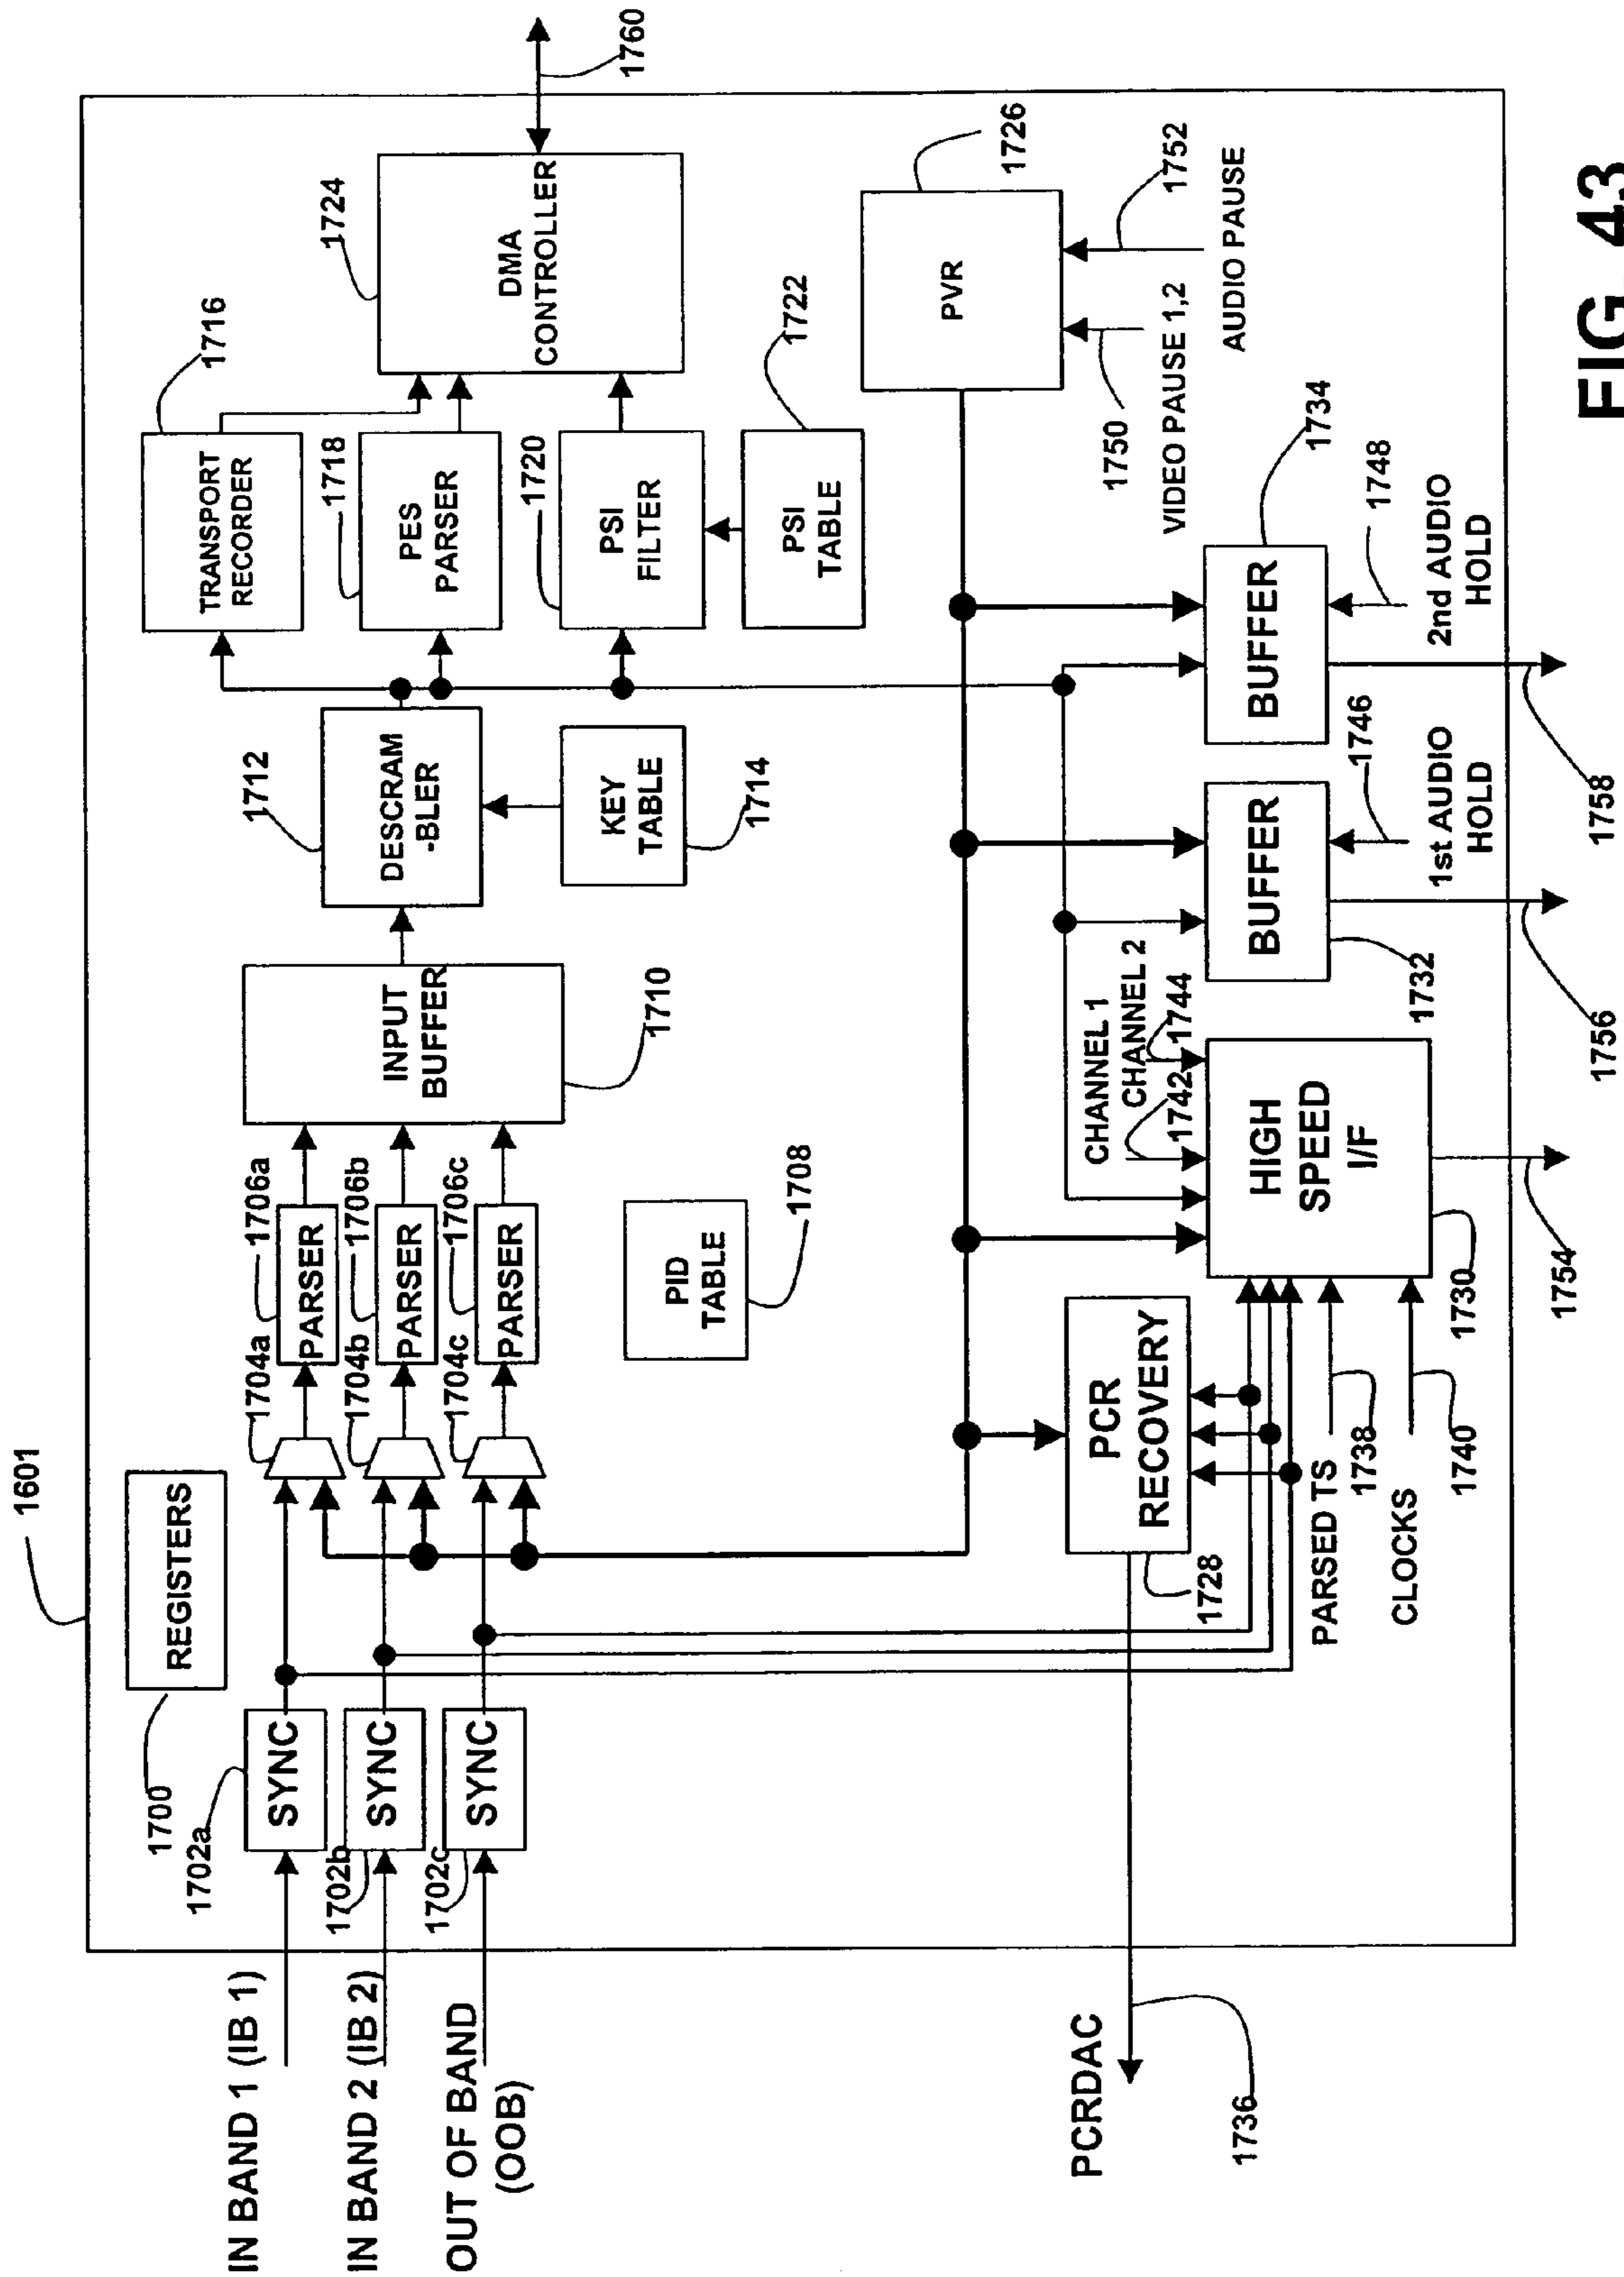 1601
1700
REGISTERS
IN BAND 1 (IB 1)
IN BAND 2 (IB 2)
OUT OF BAND
(OOB)
1702a
SYNC
1702b
SYNC
1702c
SYNC
1704a
1704b
1704c
1706a
PARSER
1706b
PARSER
1706c
PARSER
PID
TABLE
1708
INPUT
BUFFER
1710
1712
DESCRAM
-BLER
KEY
TABLE
1714
1716
TRANSPORT
RECORDER
1718
PES
PARSER
1720
PSI
FILTER
PSI
TABLE
1722
1724
DMA
CONTROLLER
1760
PVR
1726
1750
VIDEO PAUSE 1,2
1752
AUDIO PAUSE
PCRDAC
1736
PCR
RECOVERY
1728
PARSED TS
1738
CLOCKS
1740
CHANNEL 1
1742
CHANNEL 2
1744
HIGH
SPEED
I/F
1730
1754
BUFFER
1732
1746
1st AUDIO
HOLD
1756
BUFFER
1734
1748
2nd AUDIO
HOLD
1758
FIG. 43